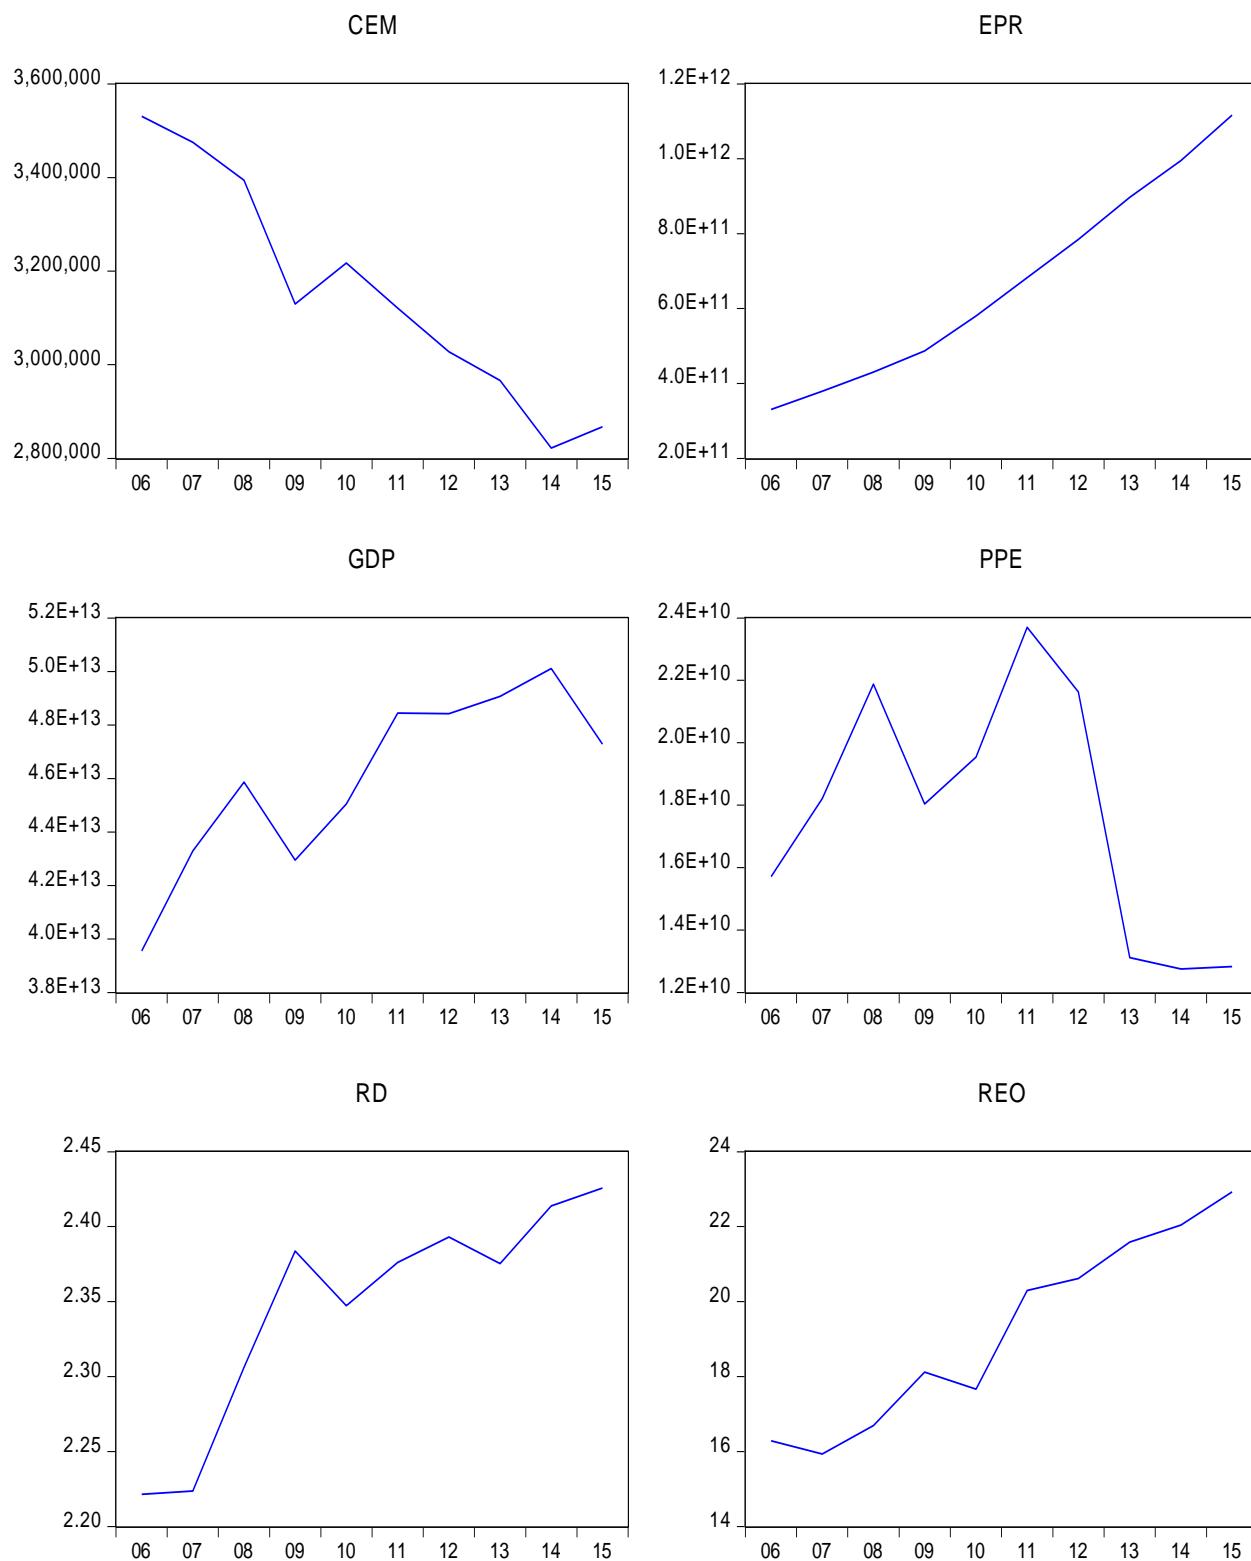 CEM
3,600,000
3,400,000
3,200,000
3,000,000
2,800,000
06 07 08 09 10 11 12 13 14 15
EPR
1.2E+12
1.0E+12
8.0E+11
6.0E+11
4.0E+11
2.0E+11
06 07 08 09 10 11 12 13 14 15
GDP
5.2E+13
5.0E+13
4.8E+13
4.6E+13
4.4E+13
4.2E+13
4.0E+13
3.8E+13
06 07 08 09 10 11 12 13 14 15
PPE
2.4E+10
2.2E+10
2.0E+10
1.8E+10
1.6E+10
1.4E+10
1.2E+10
06 07 08 09 10 11 12 13 14 15
RD
2.45
2.40
2.35
2.30
2.25
2.20
06 07 08 09 10 11 12 13 14 15
REO
24
22
20
18
16
14
06 07 08 09 10 11 12 13 14 15